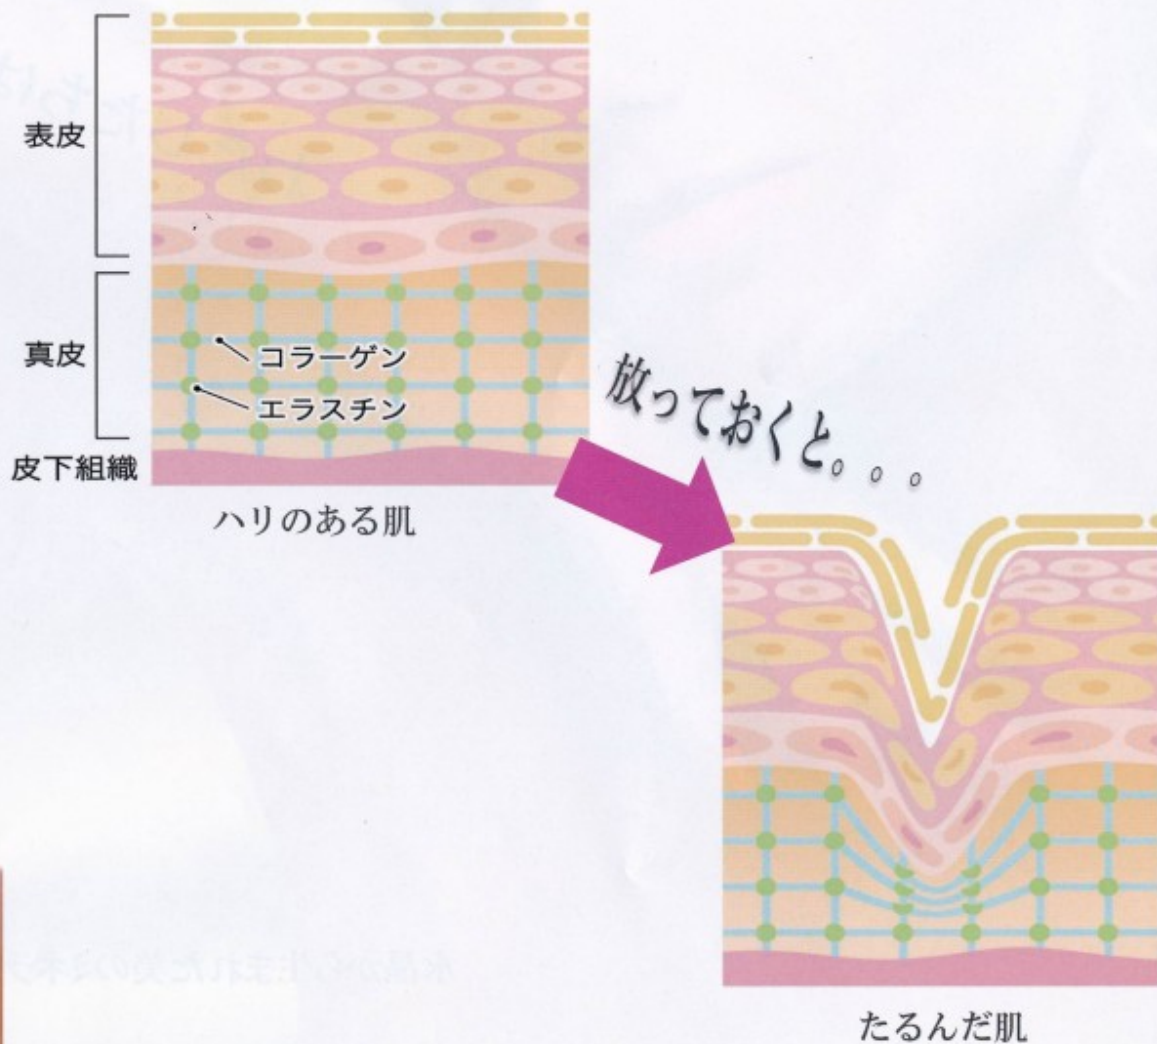 表皮
真皮
コラーゲン
エラスチン
皮下組織
ハリのある肌
放っておくと。。。
たるんだ肌